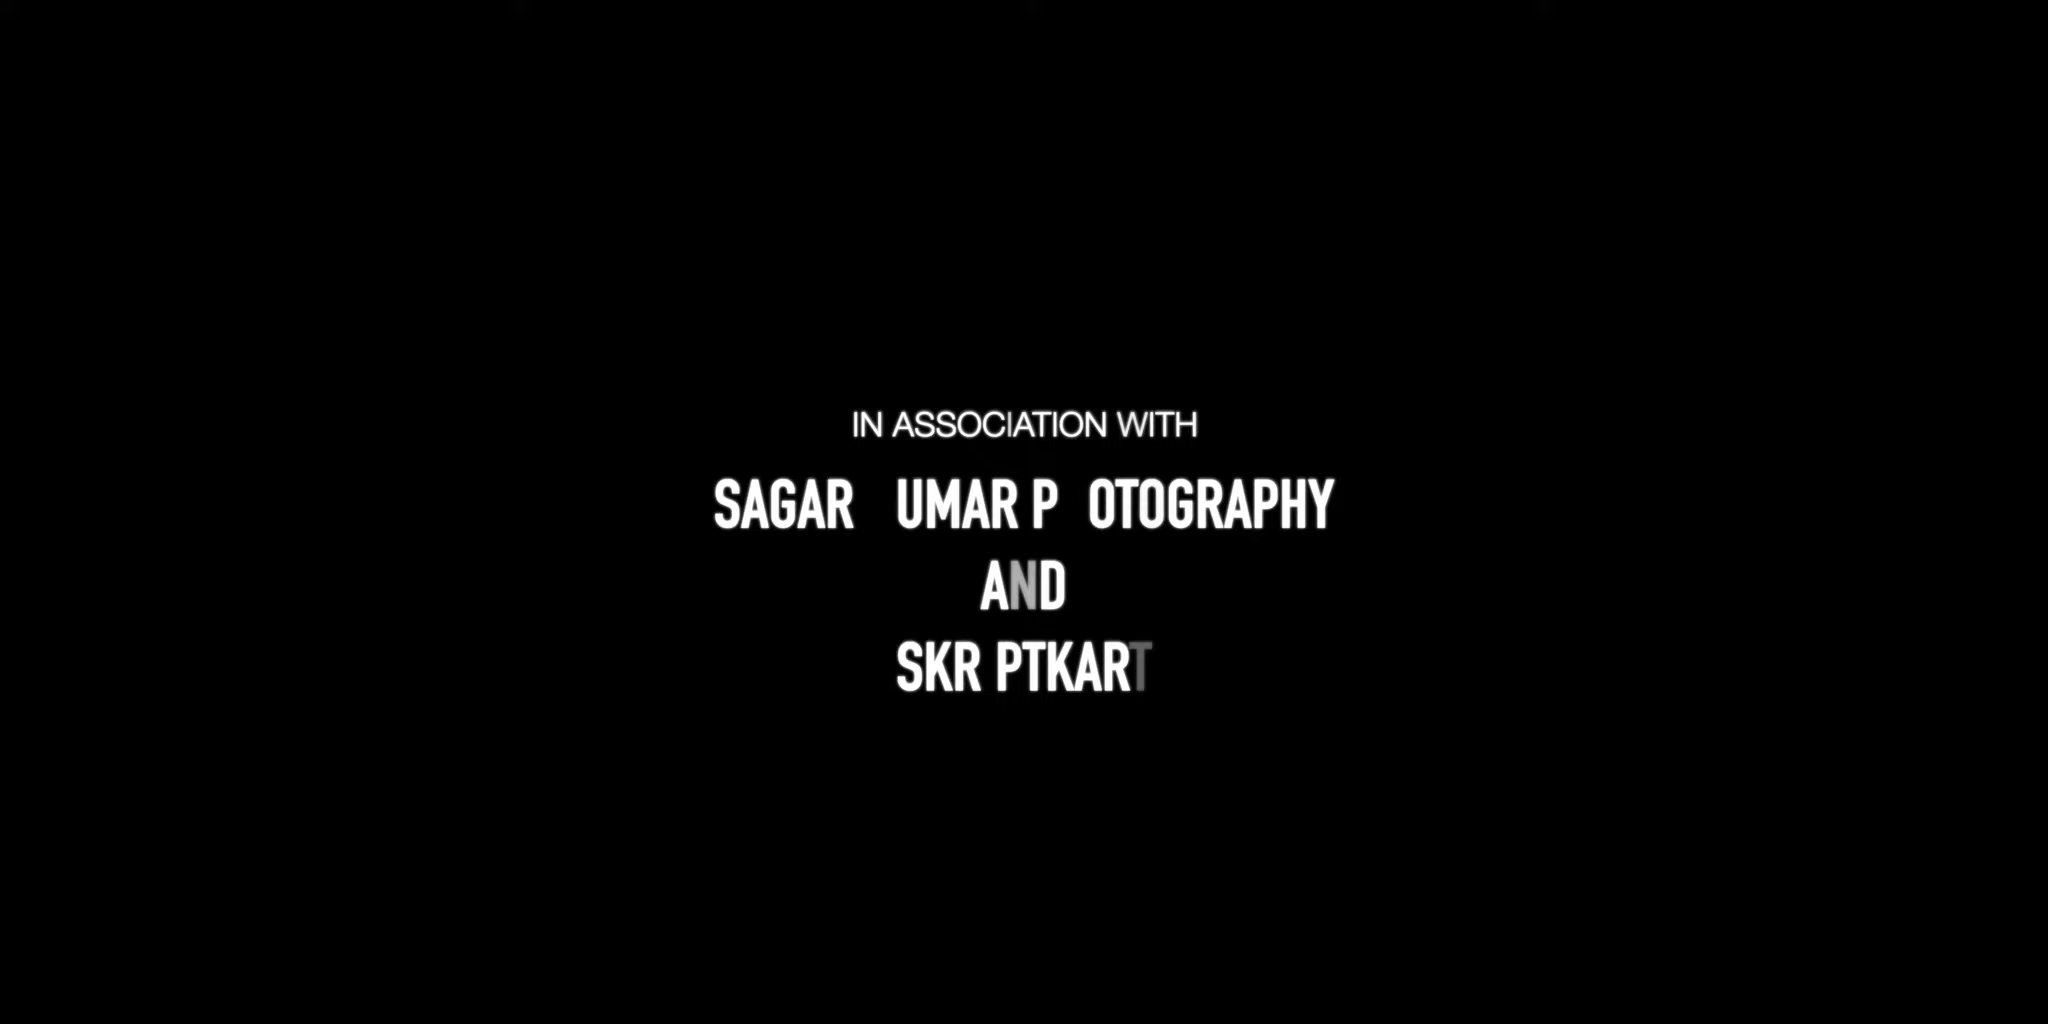 IN ASSOCIATION WITH
SAGAR UMAR P OTOGRAPHY
AND
SKR PTKART